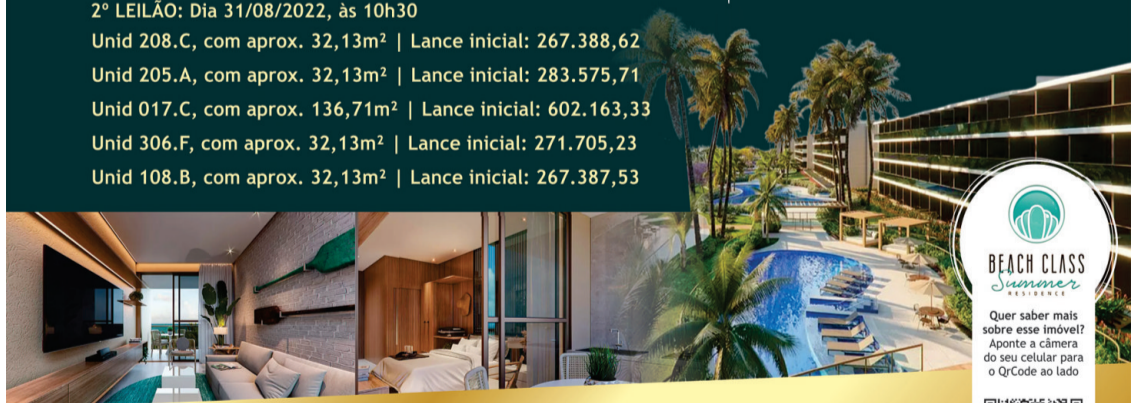 2º LEILÃO: Dia 31/08/2022, às 10h30
Unid 208.C, com aprox. 32,13m² | Lance inicial: 267.388,62
Unid 205.A, com aprox. 32,13m² | Lance inicial: 283.575,71
Unid 017.C, com aprox. 136,71m² | Lance inicial: 602.163,33
Unid 306.F, com aprox. 32,13m² | Lance inicial: 271.705,23
Unid 108.B, com aprox. 32,13m² | Lance inicial: 267.387,53
BEACH CLASS
Summer
RESIDENCE
Quer saber mais
sobre esse imóvel?
Aponte a câmera
do seu celular para
o QrCode ao lado